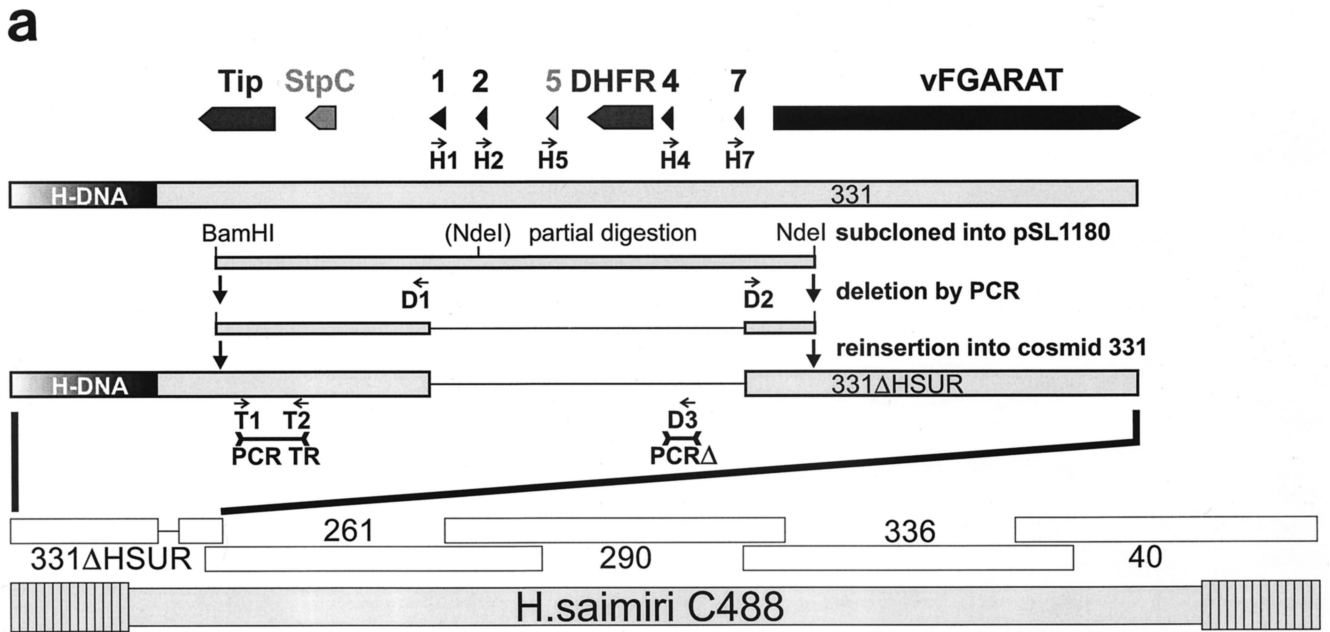 a
Tip StpC 1 2 5 DHFR 4 7 vFGARAT
H1 H2 H5 H4 H7
H-DNA 331
BamHI (NdeI) partial digestion NdeI subcloned into pSL1180
D1 D2 deletion by PCR
reinsertion into cosmid 331
H-DNA 331ΔHSUR
T1 T2 D3
PCR TR PCRΔ
261 336
331ΔHSUR 290 40
H.saimiri C488